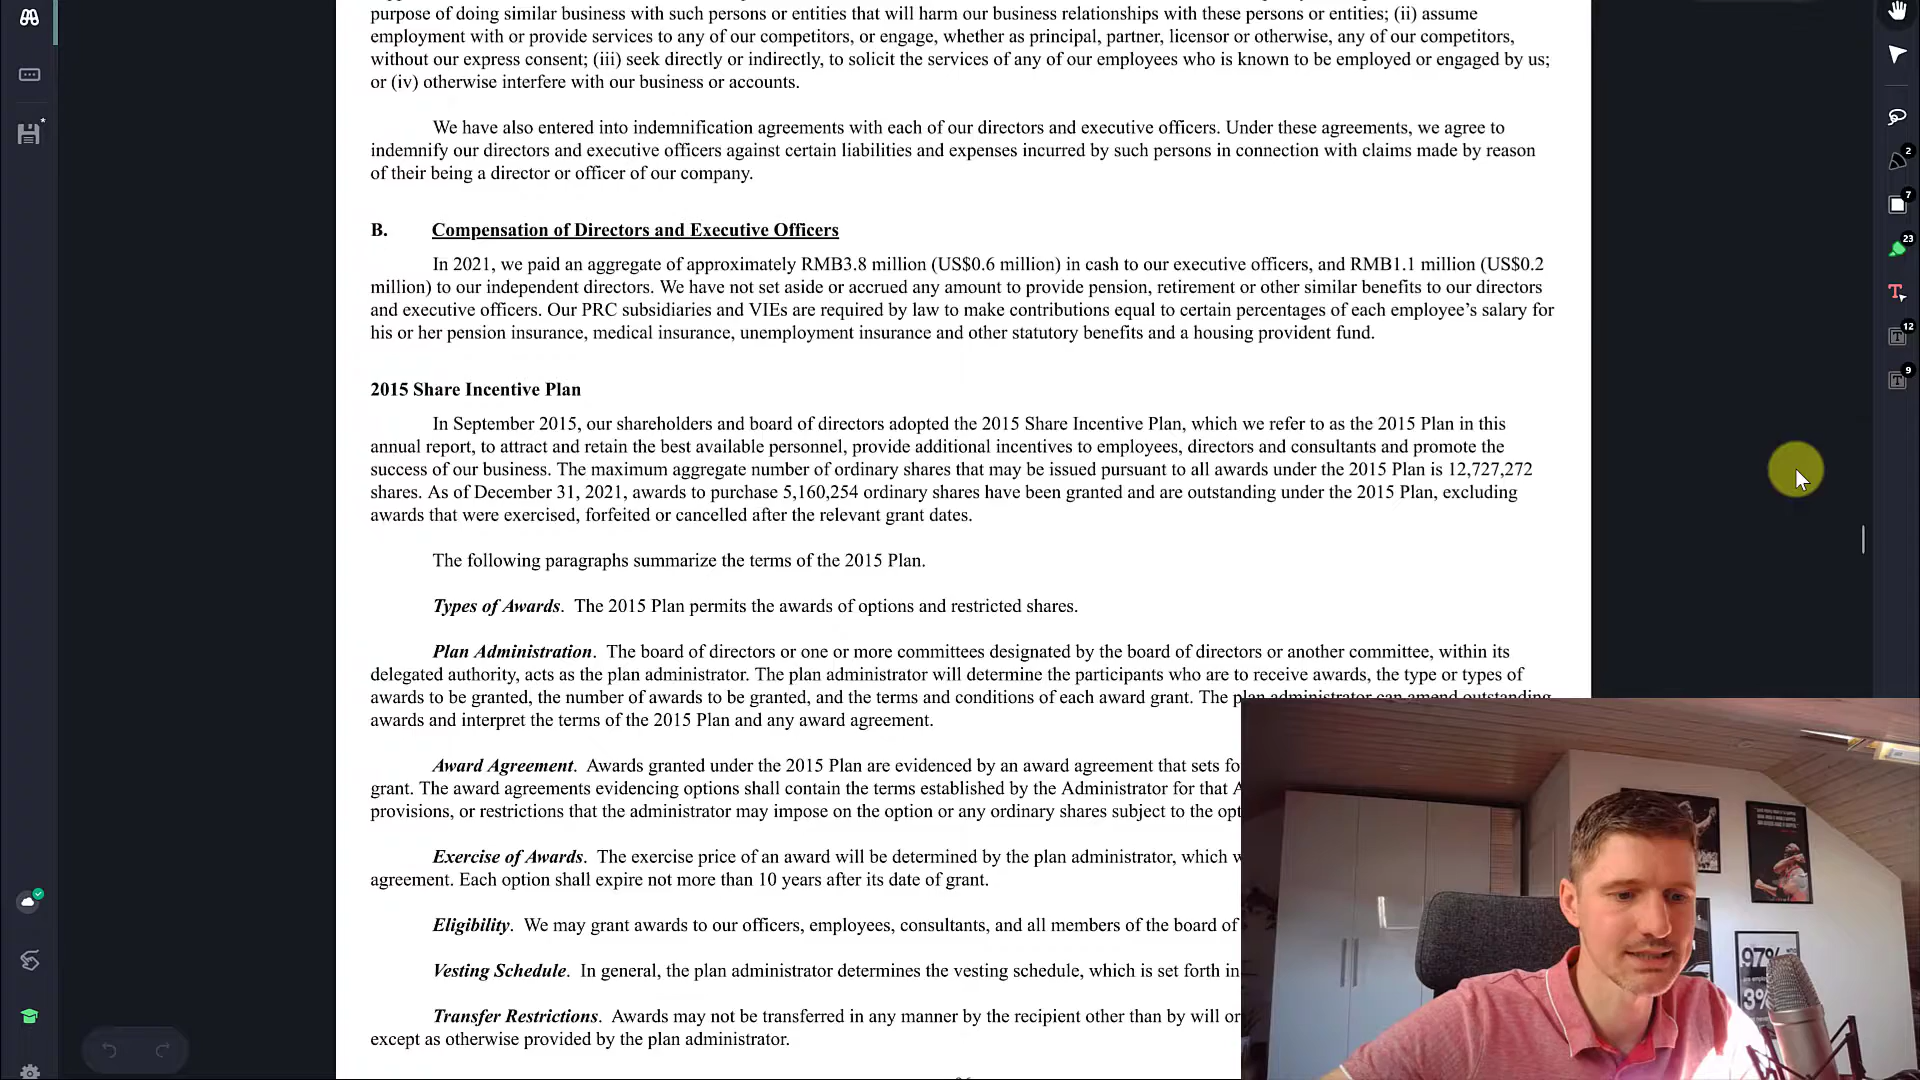 purpose of doing similar business with such persons or entities that will harm our business relationships with these persons or entities; (ii) assume
employment with or provide services to any of our competitors, or engage, whether as principal, partner, licensor or otherwise, any of our competitors,
without our express consent; (iii) seek directly or indirectly, to solicit the services of any of our employees who is known to be employed or engaged by us;
or (iv) otherwise interfere with our business or accounts.
We have also entered into indemnification agreements with each of our directors and executive officers. Under these agreements, we agree to
indemnify our directors and executive officers against certain liabilities and expenses incurred by such persons in connection with claims made by reason
of their being a director or officer of our company.
B. Compensation of Directors and Executive Officers
In 2021, we paid an aggregate of approximately RMB3.8 million (US$0.6 million) in cash to our executive officers, and RMB1.1 million (US$0.2
million) to our independent directors. We have not set aside or accrued any amount to provide pension, retirement or other similar benefits to our directors
and executive officers. Our PRC subsidiaries and VIEs are required by law to make contributions equal to certain percentages of each employee’s salary for
his or her pension insurance, medical insurance, unemployment insurance and other statutory benefits and a housing provident fund.
2015 Share Incentive Plan
In September 2015, our shareholders and board of directors adopted the 2015 Share Incentive Plan, which we refer to as the 2015 Plan in this
annual report, to attract and retain the best available personnel, provide additional incentives to employees, directors and consultants and promote the
success of our business. The maximum aggregate number of ordinary shares that may be issued pursuant to all awards under the 2015 Plan is 12,727,272
shares. As of December 31, 2021, awards to purchase 5,160,254 ordinary shares have been granted and are outstanding under the 2015 Plan, excluding
awards that were exercised, forfeited or cancelled after the relevant grant dates.
The following paragraphs summarize the terms of the 2015 Plan.
Types of Awards. The 2015 Plan permits the awards of options and restricted shares.
Plan Administration. The board of directors or one or more committees designated by the board of directors or another committee, within its
delegated authority, acts as the plan administrator. The plan administrator will determine the participants who are to receive awards, the type or types of
awards to be granted, the number of awards to be granted, and the terms and conditions of each award grant. The plan administrator can amend outstanding
awards and interpret the terms of the 2015 Plan and any award agreement.
Award Agreement. Awards granted under the 2015 Plan are evidenced by an award agreement that sets fo
grant. The award agreements evidencing options shall contain the terms established by the Administrator for that A
provisions, or restrictions that the administrator may impose on the option or any ordinary shares subject to the opt
Exercise of Awards. The exercise price of an award will be determined by the plan administrator, which w
agreement. Each option shall expire not more than 10 years after its date of grant.
Eligibility. We may grant awards to our officers, employees, consultants, and all members of the board of
Vesting Schedule. In general, the plan administrator determines the vesting schedule, which is set forth in
Transfer Restrictions. Awards may not be transferred in any manner by the recipient other than by will or
except as otherwise provided by the plan administrator.
2
7
23
12
9
97%
3%